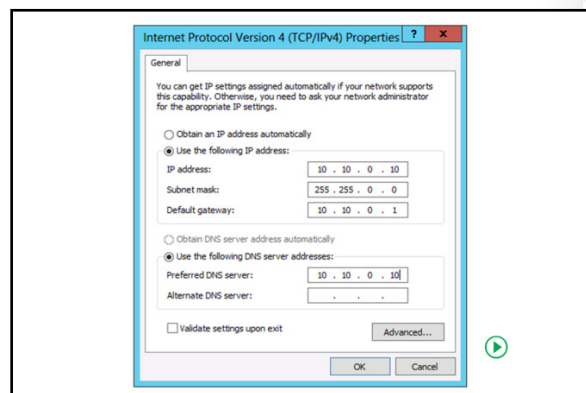 Internet Protocol Version 4 (TCP/IPv4) Properties ? x
General
You can get IP settings assigned automatically if your network supports
this capability. Otherwise, you need to ask your network administrator
for the appropriate IP settings.
Obtain an IP address automatically
Use the following IP address:
IP address: 10 . 10 . 0 . 10
Subnet mask: 255 . 255 . 0 . 0
Default gateway: 10 . 10 . 0 . 1
Obtain DNS server address automatically
Use the following DNS server addresses:
Preferred DNS server: 10 . 10 . 0 . 10
Alternate DNS server: . . .
Validate settings upon exit
Advanced...
OK Cancel